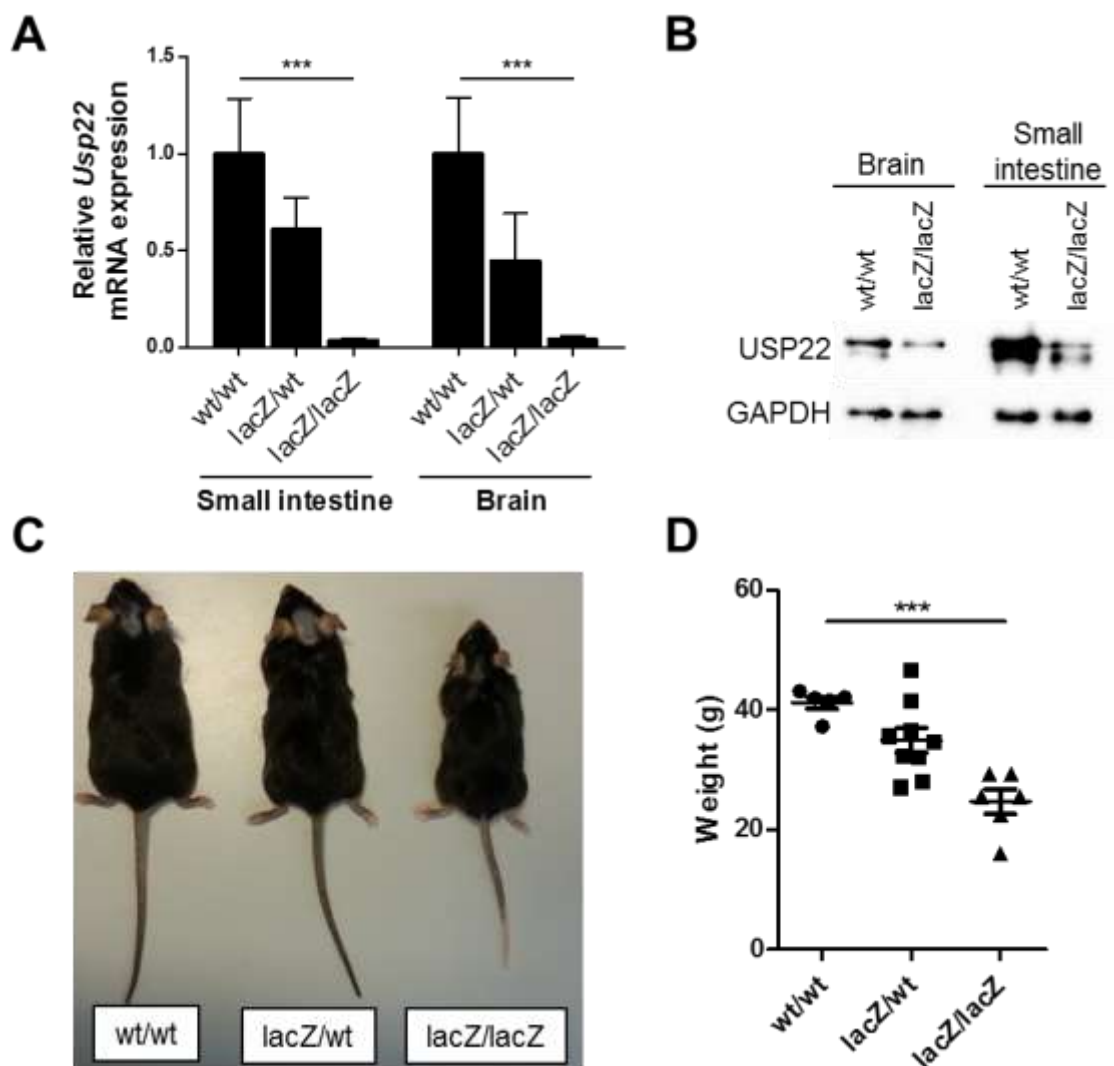 A
Relative Usp22
mRNA expression
1.5
1.0
0.5
0.0
***
***
wt/wt
lacZ/wt
lacZ/lacZ
wt/wt
lacZ/wt
lacZ/lacZ
Small intestine
Brain
B
Brain
Small
intestine
wt/wt
lacZ/lacZ
wt/wt
lacZ/lacZ
USP22
GAPDH
C
wt/wt
lacZ/wt
lacZ/lacZ
D
Weight (g)
60
40
20
0
***
wt/wt
lacZ/wt
lacZ/lacZ